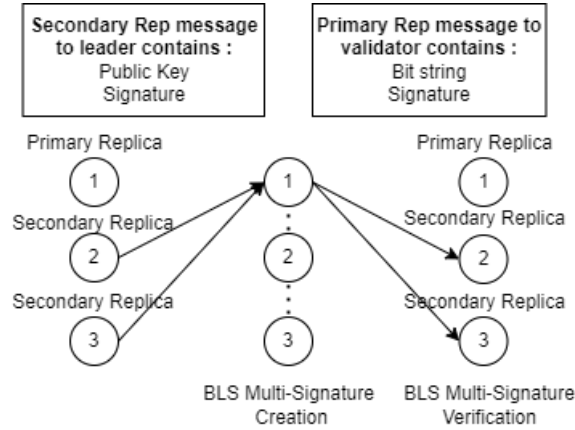 Secondary Rep message
to leader contains :
Public Key
Signature
Primary Rep message to
validator contains :
Bit string
Signature
Primary Replica
1
Secondary Replica
2
Secondary Replica
3
1
2
3
BLS Multi-Signature
Creation
Primary Replica
1
Secondary Replica
2
Secondary Replica
3
BLS Multi-Signature
Verification